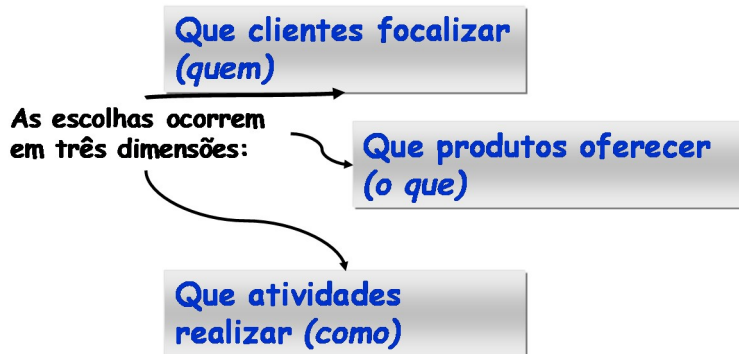 Que clientes focalizar
(quem)
As escolhas ocorrem
em três dimensões:
Que produtos oferecer
(o que)
Que atividades
realizar (como)